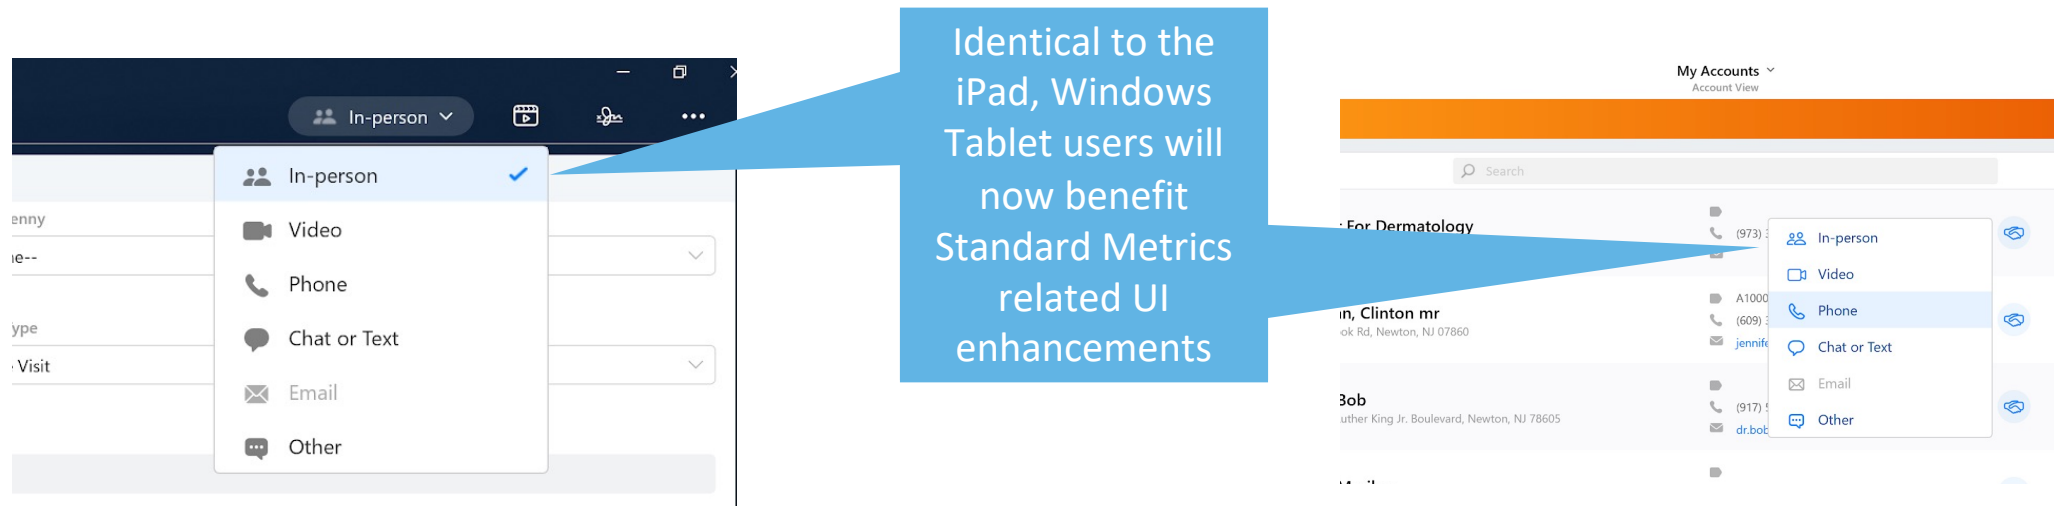 In-person
In-person
Video
Phone
Chat or Text
Email
Other
enny
e--
ype
Visit
Identical to the
iPad, Windows
Tablet users will
now benefit
Standard Metrics
related UI
enhancements
My Accounts
Account View
Search
For Dermatology
(973)
In-person
Video
Phone
Chat or Text
Email
Other
n, Clinton mr
ok Rd, Newton, NJ 07860
A1000
(609)
jennife
Bob
uther King Jr. Boulevard, Newton, NJ 78605
(917)
dr.bob